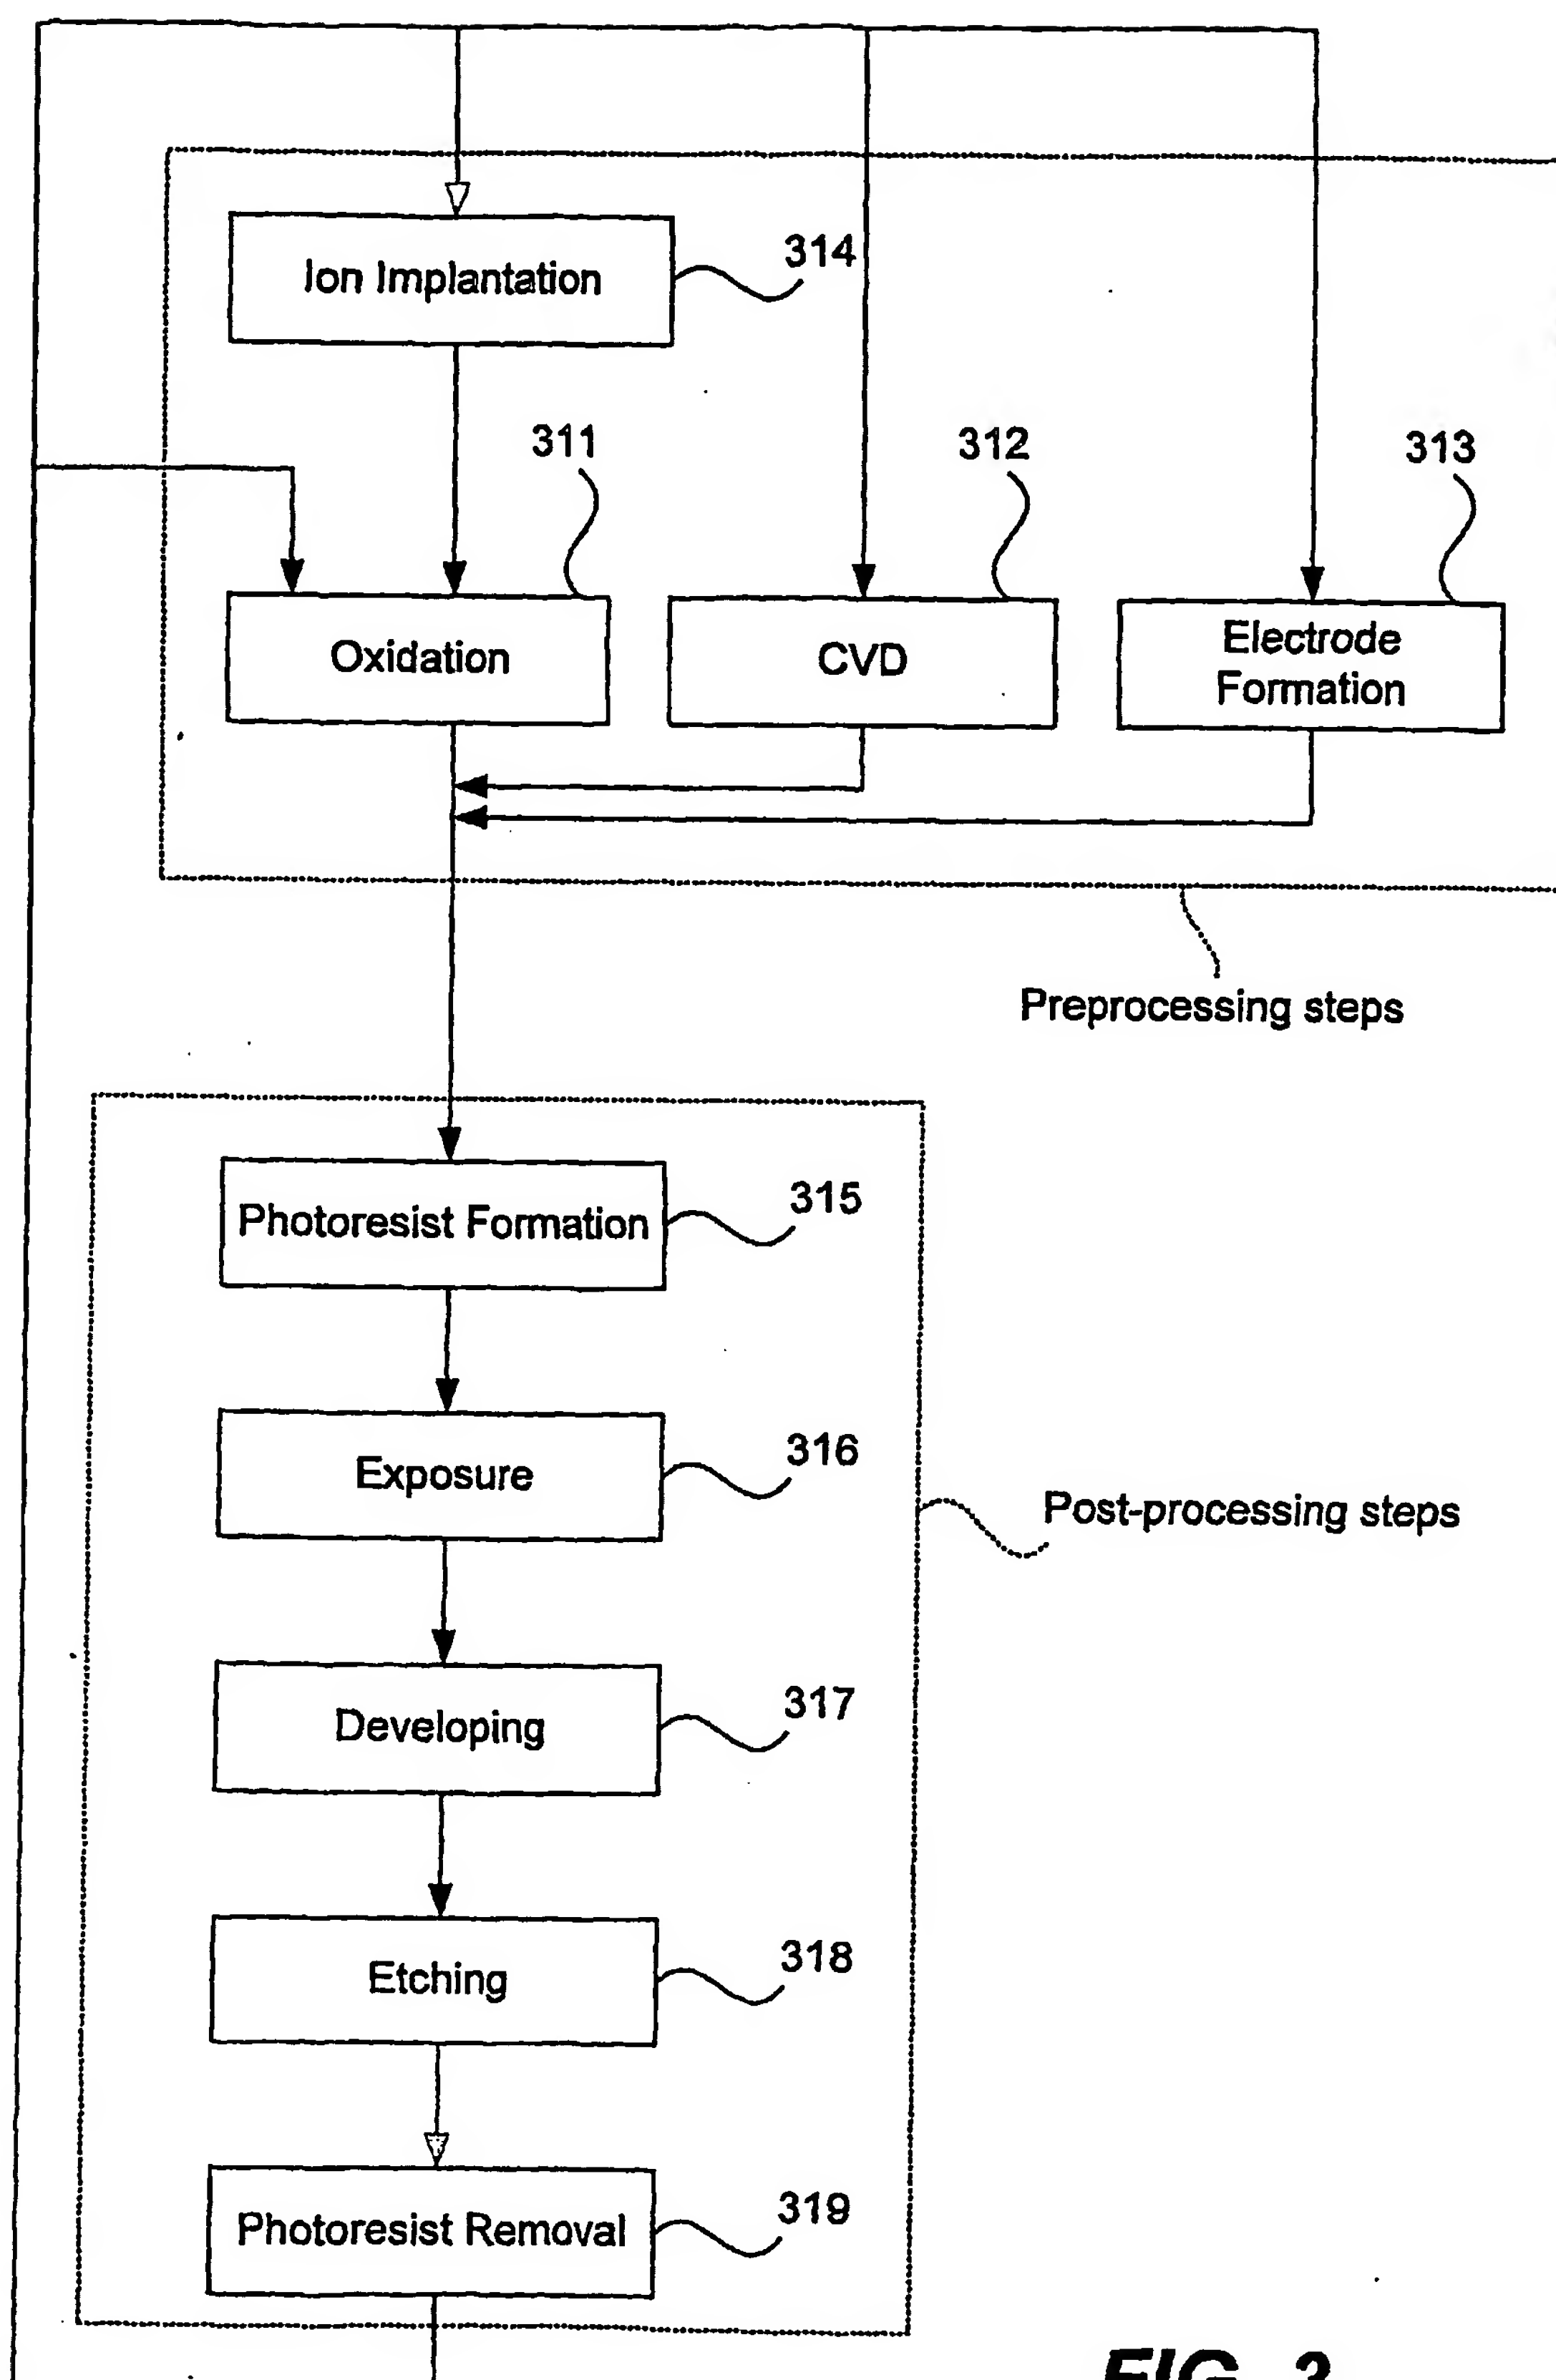 Ion Implantation
314
311
312
313
Oxidation
CVD
Electrode
Formation
Preprocessing steps
Photoresist Formation
315
Exposure
316
Post-processing steps
Developing
317
Etching
318
Photoresist Removal
319
FIG.